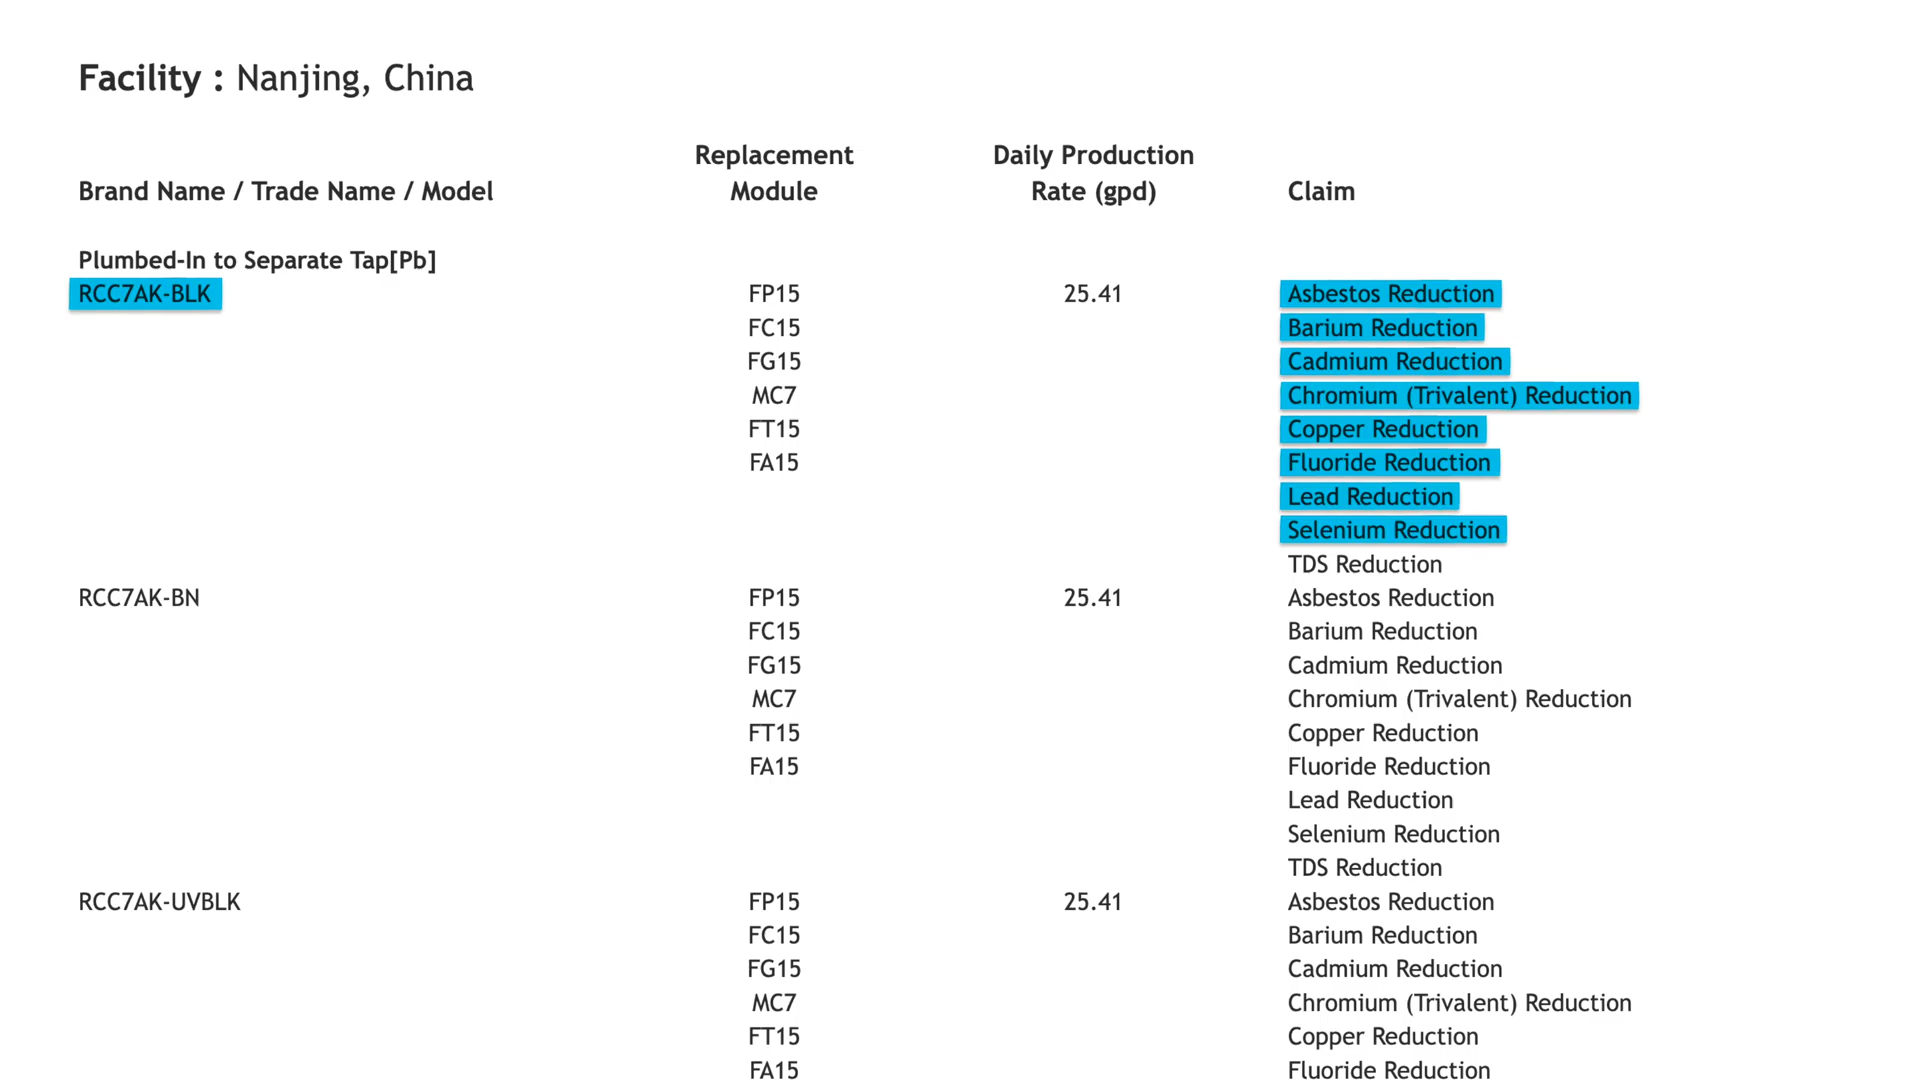 Facility : Nanjing, China
Replacement Daily Production
Brand Name / Trade Name / Model Module Rate (gpd) Claim
Plumbed-In to Separate Tap[Pb]
RCC7AK-BLK FP15 25.41 Asbestos Reduction
FC15 Barium Reduction
FG15 Cadmium Reduction
MC7 Chromium (Trivalent) Reduction
FT15 Copper Reduction
FA15 Fluoride Reduction
Lead Reduction
Selenium Reduction
TDS Reduction
RCC7AK-BN FP15 25.41 Asbestos Reduction
FC15 Barium Reduction
FG15 Cadmium Reduction
MC7 Chromium (Trivalent) Reduction
FT15 Copper Reduction
FA15 Fluoride Reduction
Lead Reduction
Selenium Reduction
TDS Reduction
RCC7AK-UVBLK FP15 25.41 Asbestos Reduction
FC15 Barium Reduction
FG15 Cadmium Reduction
MC7 Chromium (Trivalent) Reduction
FT15 Copper Reduction
FA15 Fluoride Reduction